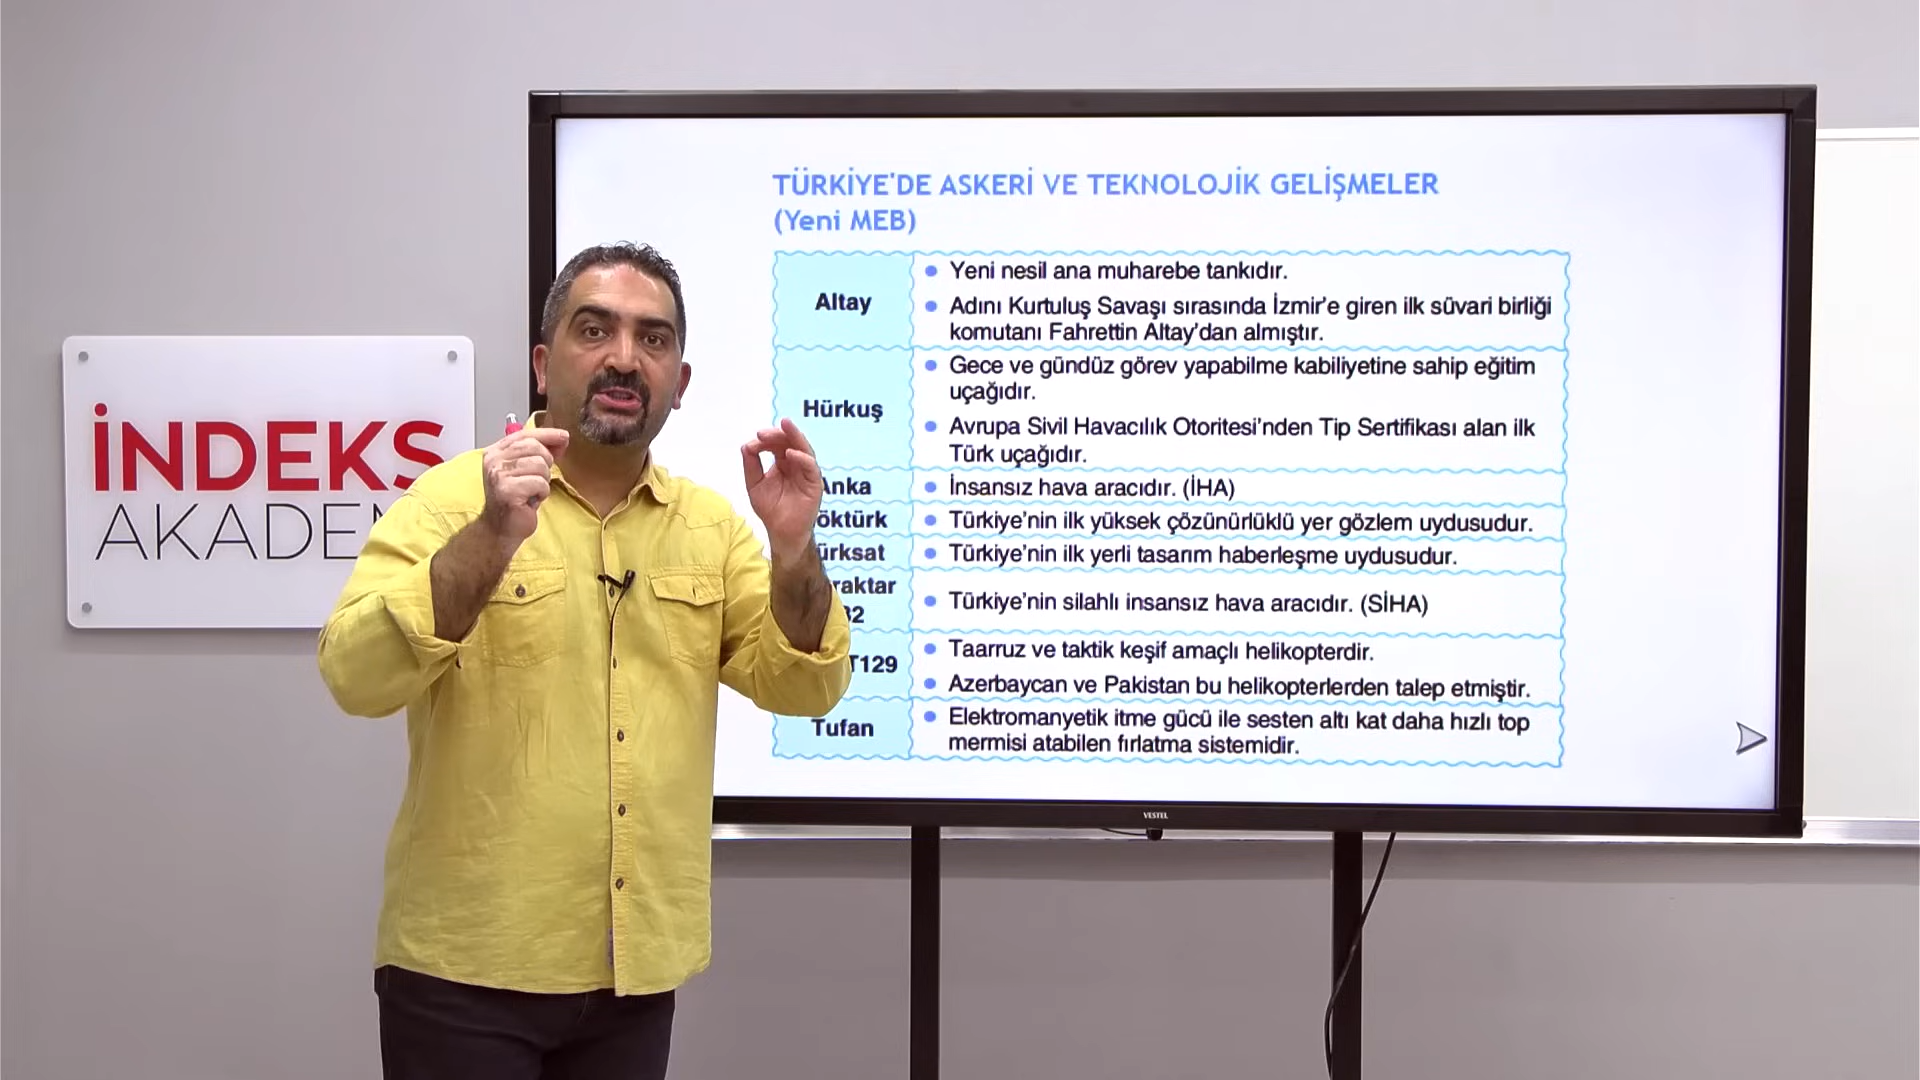 İNDEKS
TÜRKİYE'DE ASKERİ VE TEKNOLOJİK GELİŞMELER
(Yeni MEB)
Altay
Yeni nesil ana muharebe tankıdır.
Adını Kurtuluş Savaşı sırasında İzmir'e giren ilk süvari birliği
komutanı Fahrettin Altay'dan almıştır.
Hürkuş
Gece ve gündüz görev yapabilme kabiliyetine sahip eğitim
uçağıdır.
Avrupa Sivil Havacılık Otoritesi'nden Tip Sertifikası alan ilk
Türk uçağıdır.
Anka
İnsansız hava aracıdır. (İHA)
öktürk
Türkiye'nin ilk yüksek çözünürlüklü yer gözlem uydusudur.
ürksat
Türkiye'nin ilk yerli tasarım haberleşme uydusudur.
raktar
Türkiye'nin silahlı insansız hava aracıdır. (SİHA)
T129
Taarruz ve taktik keşif amaçlı helikopterdir.
Azerbaycan ve Pakistan bu helikopterlerden talep etmiştir.
Tufan
Elektromanyetik itme gücü ile sesten altı kat daha hızlı top
mermisi atabilen fırlatma sistemidir.
VESTEL